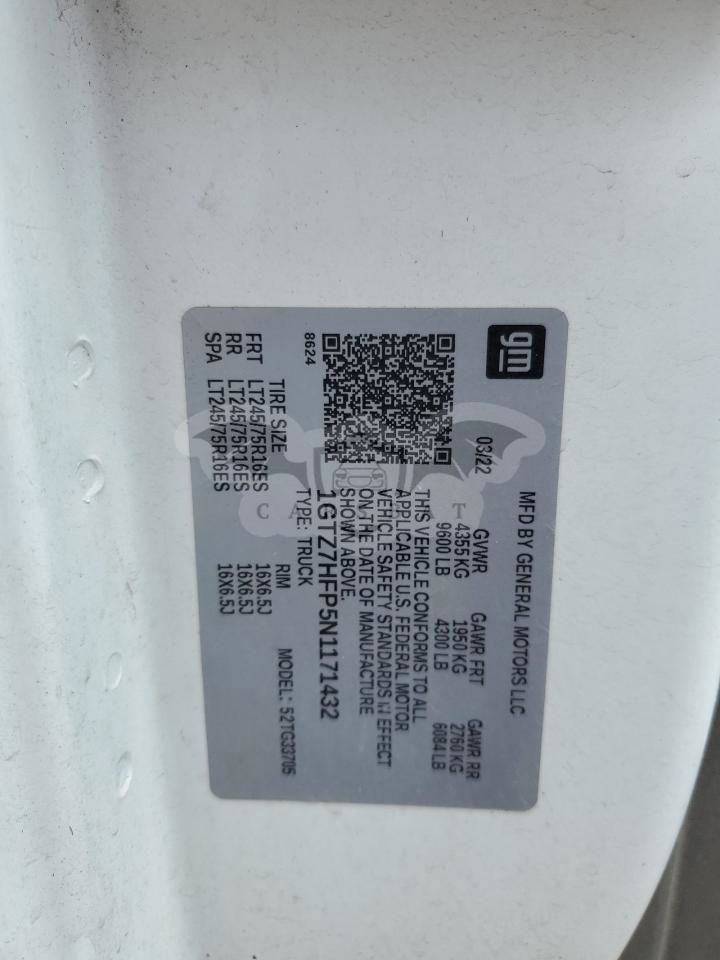 gm
MFD BY GENERAL MOTORS LLC
03/22
GVWR GAWR FRT GAWR RR
4355 KG 1950 KG 2760 KG
9600 LB 4300 LB 6084 LB
THIS VEHICLE CONFORMS TO ALL
APPLICABLE U.S. FEDERAL MOTOR
VEHICLE SAFETY STANDARDS IN EFFECT
ON THE DATE OF MANUFACTURE
SHOWN ABOVE.
1GTZ7HFP5N1171432
8624
TYPE: TRUCK MODEL: 52TG33705
TIRE SIZE RIM
FRT LT245/75R16ES 16X6.5J
RR LT245/75R16ES 16X6.5J
SPA LT245/75R16ES 16X6.5J